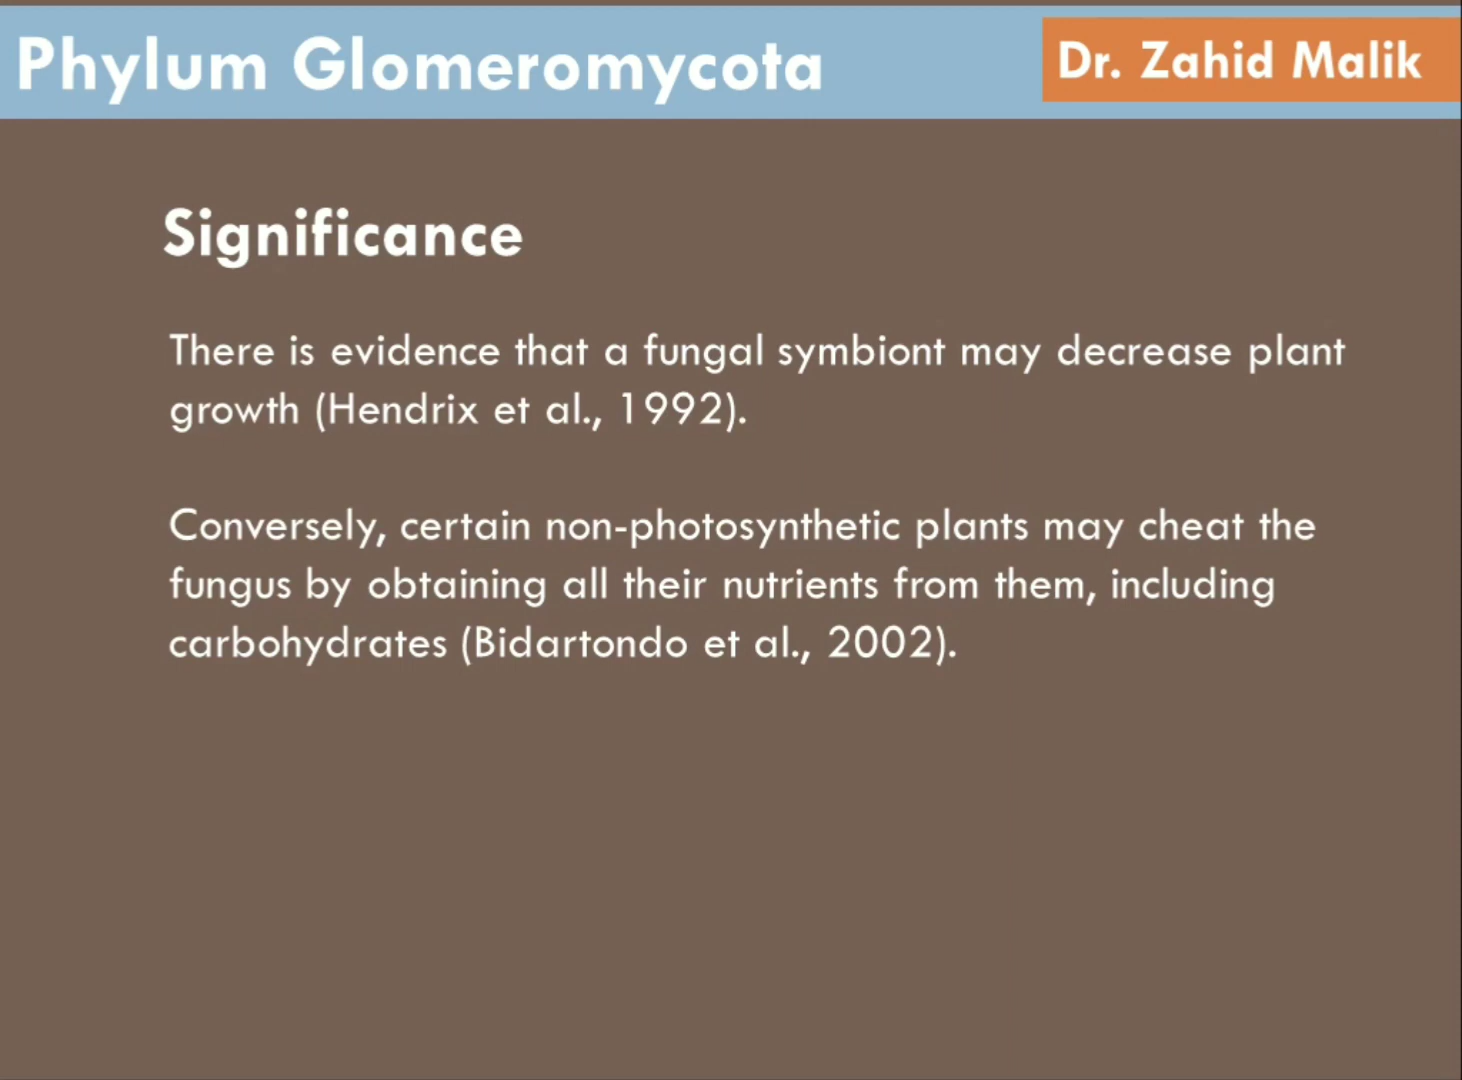 Phylum Glomeromycota
Dr. Zahid Malik
Significance
There is evidence that a fungal symbiont may decrease plant
growth (Hendrix et al., 1992).
Conversely, certain non-photosynthetic plants may cheat the
fungus by obtaining all their nutrients from them, including
carbohydrates (Bidartondo et al., 2002).